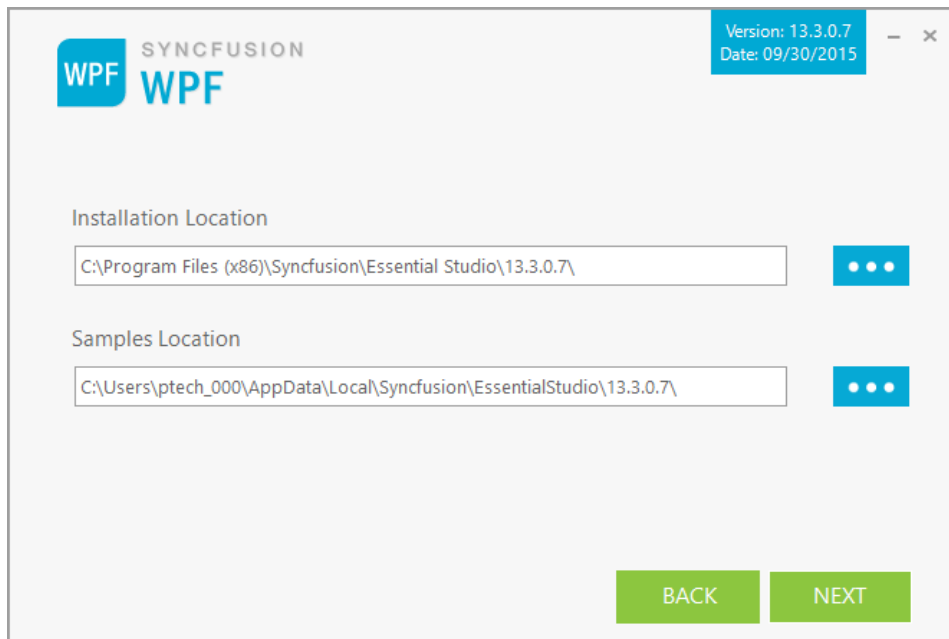 Version: 13.3.0.7
Date: 09/30/2015
WPF
SYNCFUSION
WPF
Installation Location
C:\Program Files (x86)\Syncfusion\Essential Studio\13.3.0.7\
Samples Location
C:\Users\ptech_000\AppData\Local\Syncfusion\EssentialStudio\13.3.0.7\
BACK
NEXT